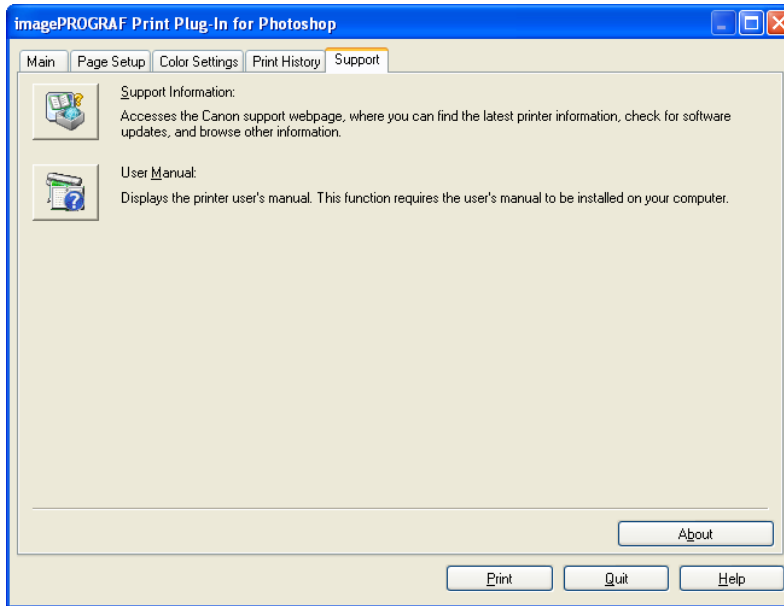 imagePROGRAF Print Plug-In for Photoshop
Main Page Setup Color Settings Print History Support
Support Information:
Accesses the Canon support webpage, where you can find the latest printer information, check for software
updates, and browse other information.
User Manual:
Displays the printer user's manual. This function requires the user's manual to be installed on your computer.
About
Print Quit Help